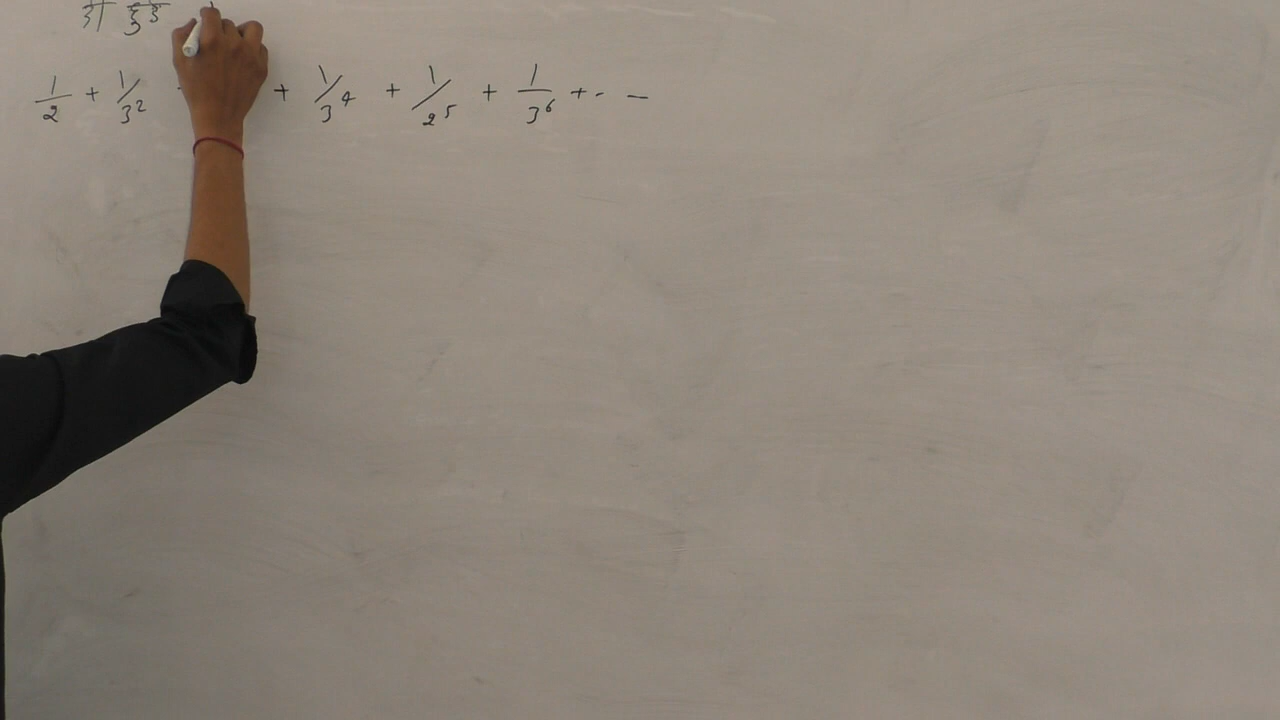 1/2 + 1/3² + 1/3⁴ + 1/2⁵ + 1/3⁶ + - -